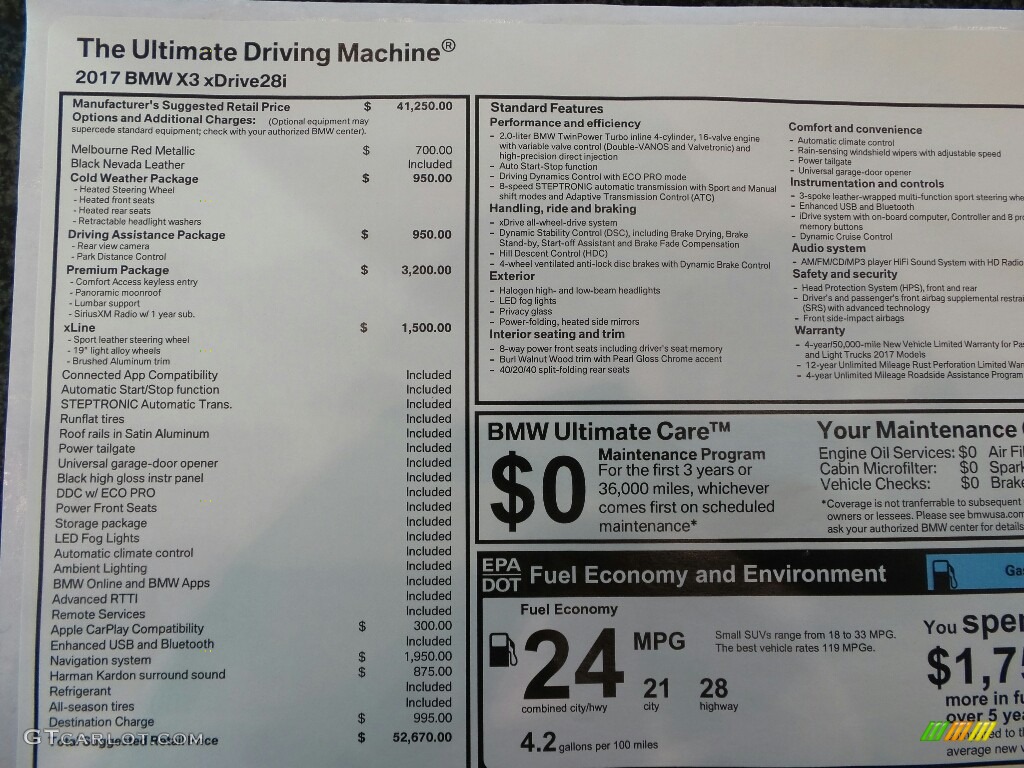 The Ultimate Driving Machine®
2017 BMW X3 xDrive28i
Manufacturer's Suggested Retail Price $ 41,250.00
Options and Additional Charges: (Optional equipment may
supercede standard equipment; check with your authorized BMW center).
Melbourne Red Metallic $ 700.00
Black Nevada Leather Included
Cold Weather Package $ 950.00
- Heated Steering Wheel
- Heated front seats
- Heated rear seats
- Retractable headlight washers
Driving Assistance Package $ 950.00
- Rear view camera
- Park Distance Control
Premium Package $ 3,200.00
- Comfort Access keyless entry
- Panoramic moonroof
- Lumbar support
- SiriusXM Radio w/ 1 year sub.
xLine $ 1,500.00
- Sport leather steering wheel
- 19" light alloy wheels
- Brushed Aluminum trim
Connected App Compatibility Included
Automatic Start/Stop function Included
STEPTRONIC Automatic Trans. Included
Runflat tires Included
Roof rails in Satin Aluminum Included
Power tailgate Included
Universal garage-door opener Included
Black high gloss instr panel Included
DDC w/ ECO PRO Included
Power Front Seats Included
Storage package Included
LED Fog Lights Included
Automatic climate control Included
Ambient Lighting Included
BMW Online and BMW Apps Included
Advanced RTTI Included
Remote Services Included
Apple CarPlay Compatibility $ 300.00
Enhanced USB and Bluetooth Included
Navigation system $ 1,950.00
Harman Kardon surround sound $ 875.00
Refrigerant Included
All-season tires Included
Destination Charge $ 995.00
Total Suggested Retail Price $ 52,670.00
GTCARLOT.COM
Standard Features
Performance and efficiency
- 2.0-liter BMW TwinPower Turbo inline 4-cylinder, 16-valve engine
with variable valve control (Double-VANOS and Valvetronic) and
high-precision direct injection
- Auto Start-Stop function
- Driving Dynamics Control with ECO PRO mode
- 8-speed STEPTRONIC automatic transmission with Sport and Manual
shift modes and Adaptive Transmission Control (ATC)
Handling, ride and braking
- xDrive all-wheel-drive system
- Dynamic Stability Control (DSC), including Brake Drying, Brake
Stand-by, Start-off Assistant and Brake Fade Compensation
- Hill Descent Control (HDC)
- 4-wheel ventilated anti-lock disc brakes with Dynamic Brake Control
Exterior
- Halogen high- and low-beam headlights
- LED fog lights
- Privacy glass
- Power-folding, heated side mirrors
Interior seating and trim
- 8-way power front seats including driver's seat memory
- Burl Walnut Wood trim with Pearl Gloss Chrome accent
- 40/20/40 split-folding rear seats
Comfort and convenience
- Automatic climate control
- Rain-sensing windshield wipers with adjustable speed
- Power tailgate
- Universal garage-door opener
Instrumentation and controls
- 3-spoke leather-wrapped multi-function sport steering whe
- Enhanced USB and Bluetooth
- iDrive system with on-board computer, Controller and 8 pr
memory buttons
- Dynamic Cruise Control
Audio system
- AM/FM/CD/MP3 player HiFi Sound System with HD Radio
Safety and security
- Head Protection System (HPS), front and rear
- Driver's and passenger's front airbag supplemental restrai
(SRS) with advanced technology
- Front side-impact airbags
Warranty
- 4-year/50,000-mile New Vehicle Limited Warranty for Pas
and Light Trucks 2017 Models
- 12-year Unlimited Mileage Rust Perforation Limited War
- 4-year Unlimited Mileage Roadside Assistance Program
BMW Ultimate Care™
$0 Maintenance Program
For the first 3 years or
36,000 miles, whichever
comes first on scheduled
maintenance*
Your Maintenance
Engine Oil Services: $0 Air Fil
Cabin Microfilter: $0 Spark
Vehicle Checks: $0 Brake
*Coverage is not tranferrable to subsequent
owners or lessees. Please see bmwusa.com
ask your authorized BMW center for details
EPA
DOT Fuel Economy and Environment Gas
Fuel Economy
24 MPG
combined city/hwy
21 city
28 highway
Small SUVs range from 18 to 33 MPG.
The best vehicle rates 119 MPGe.
4.2 gallons per 100 miles
You spe
$1,75
more in fu
over 5 yea
ed to th
average new v